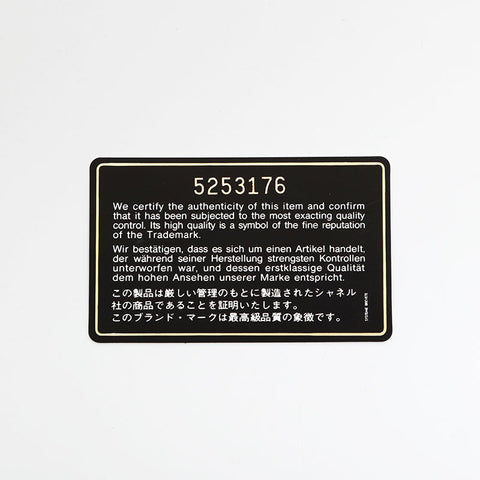 5253176
We certify the authenticity of this item and confirm
that it has been subjected to the most exacting quality
control. Its high quality is a symbol of the fine reputation
of the Trademark.
Wir bestätigen, dass es sich um einen Artikel handelt,
der während seiner Herstellung strengsten Kontrollen
unterworfen war, und dessen erstklassige Qualität
dem hohen Ansehen unserer Marke entspricht.
この製品は厳しい管理のもとに製造されたシャネル
社の商品であることを証明いたします。
このブランド・マークは最高級品質の象徴です。